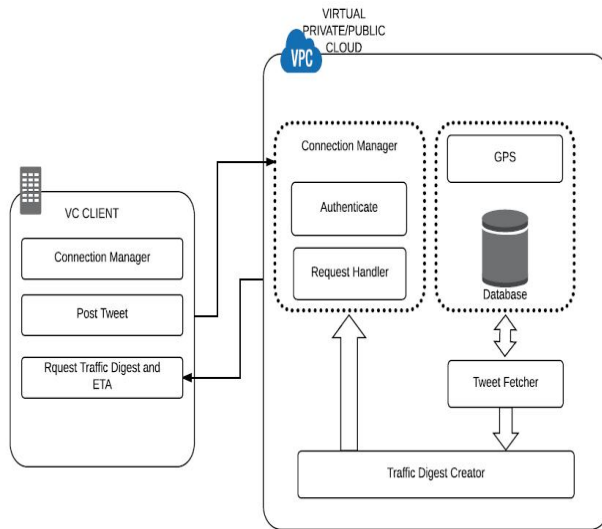 VIRTUAL
PRIVATE/PUBLIC
CLOUD
VPC
VC CLIENT
Connection Manager
Post Tweet
Rquest Traffic Digest and
ETA
Connection Manager
Authenticate
Request Handler
GPS
Database
Tweet Fetcher
Traffic Digest Creator